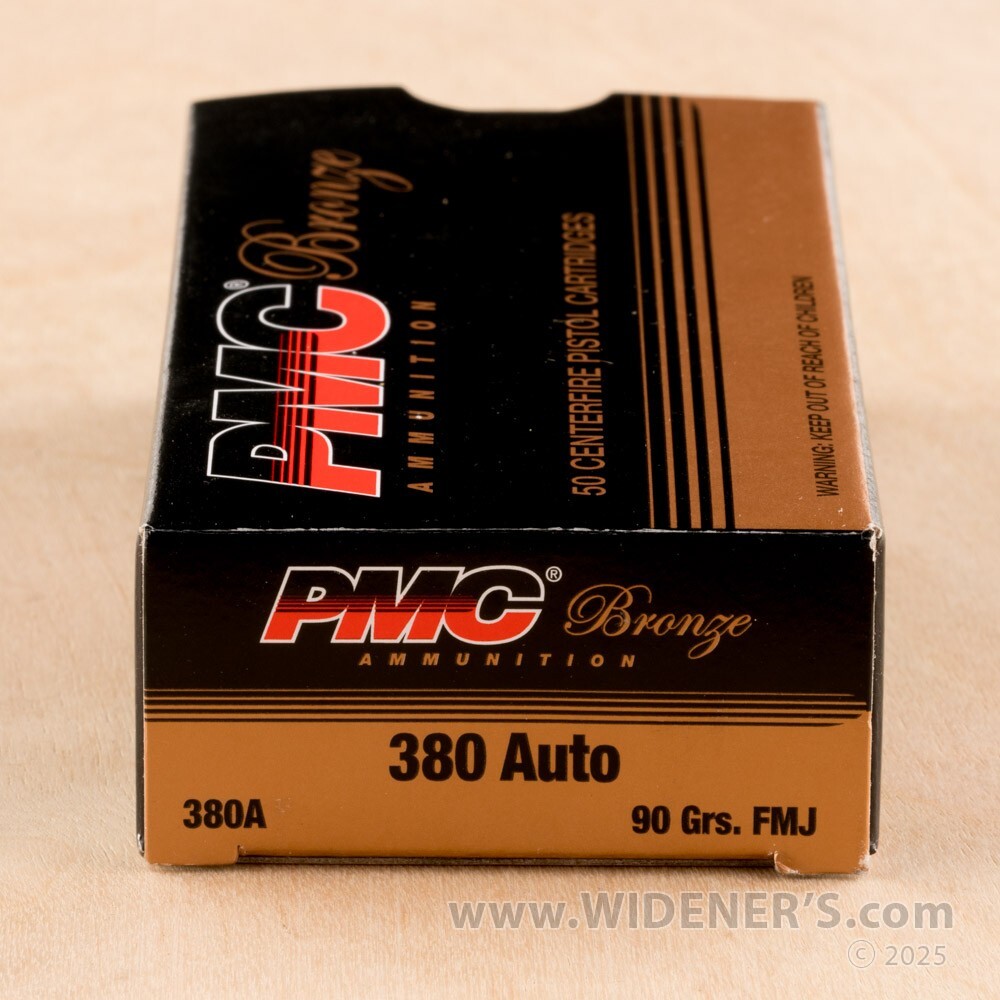 PMC® Bronze
AMMUNITION
50 CENTERFIRE PISTOL CARTRIDGES
WARNING: KEEP OUT OF REACH OF CHILDREN
PMC® Bronze
AMMUNITION
380 Auto
380A
90 Grs. FMJ
www.WIDENER'S.com
© 2025